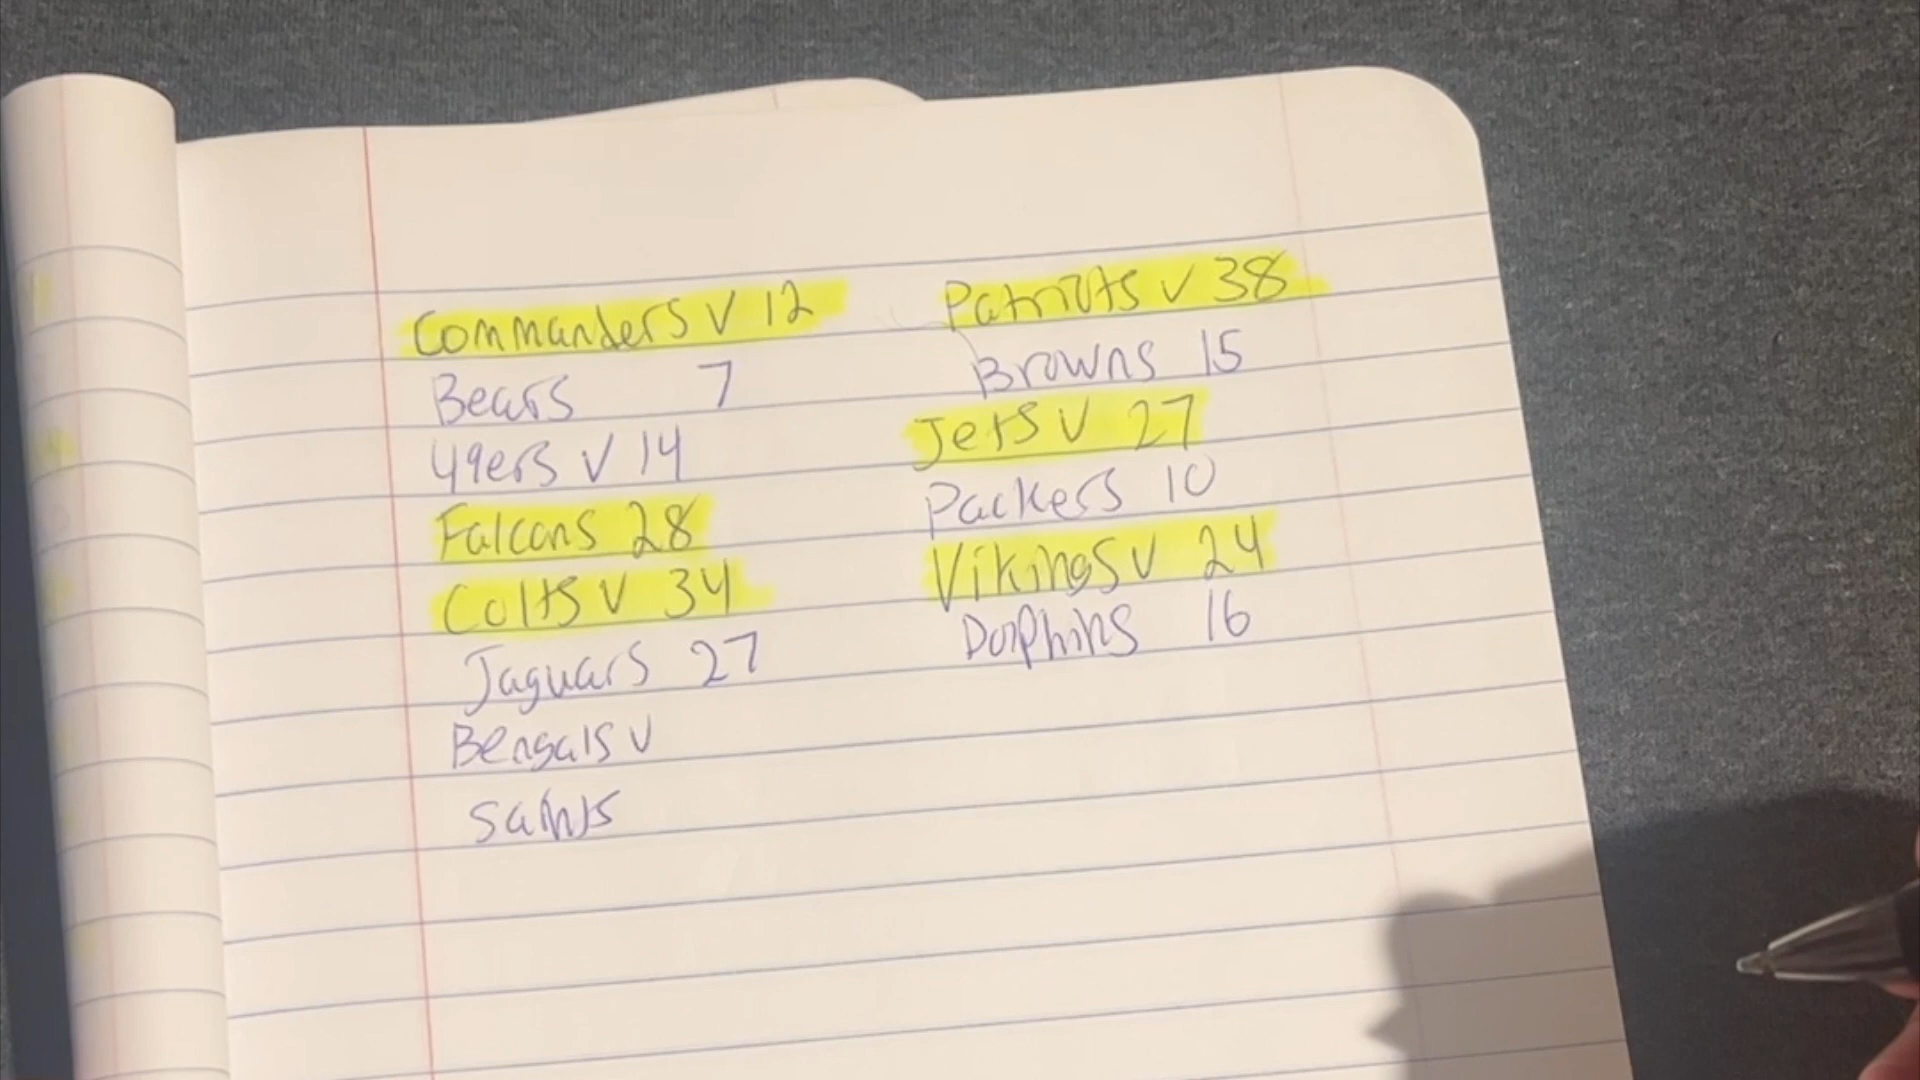 Commanders V 12
Bears 7
49ers V 14
Falcons 28
Colts V 34
Jaguars 27
Bengals V
Saints
Patriots V 38
Browns 15
Jets V 27
Packers 10
Vikings V 24
Dolphins 16